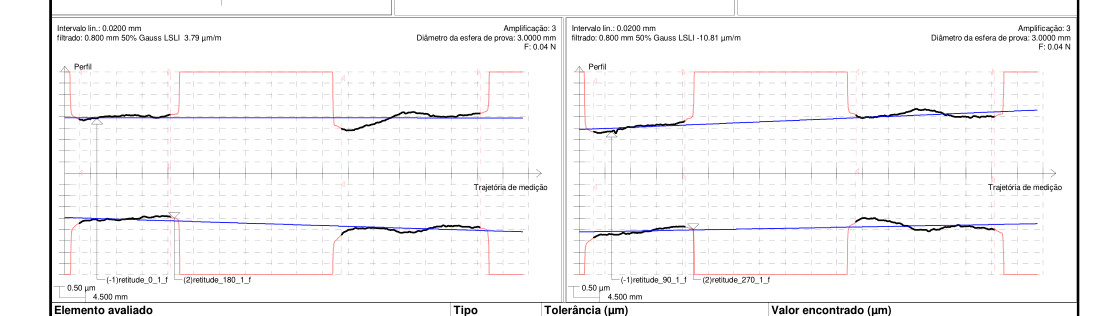 Intervalo lin.: 0.0200 mm
Amplificação: 3
filtrado: 0.800 mm 50% Gauss LSLI  3.79 µm/m
Diâmetro da esfera de prova: 3.0000 mm
F: 0.04 N
Perfil
Trajetória de medição
(-1)retitude_0_1_f
(2)retitude_180_1_f
0.50 µm
4.500 mm
Intervalo lin.: 0.0200 mm
Amplificação: 3
filtrado: 0.800 mm 50% Gauss LSLI -10.81 µm/m
Diâmetro da esfera de prova: 3.0000 mm
F: 0.04 N
Perfil
Trajetória de medição
(-1)retitude_90_1_f
(2)retitude_270_1_f
0.50 µm
4.500 mm
Elemento avaliado
Tipo
Tolerância (µm)
Valor encontrado (µm)